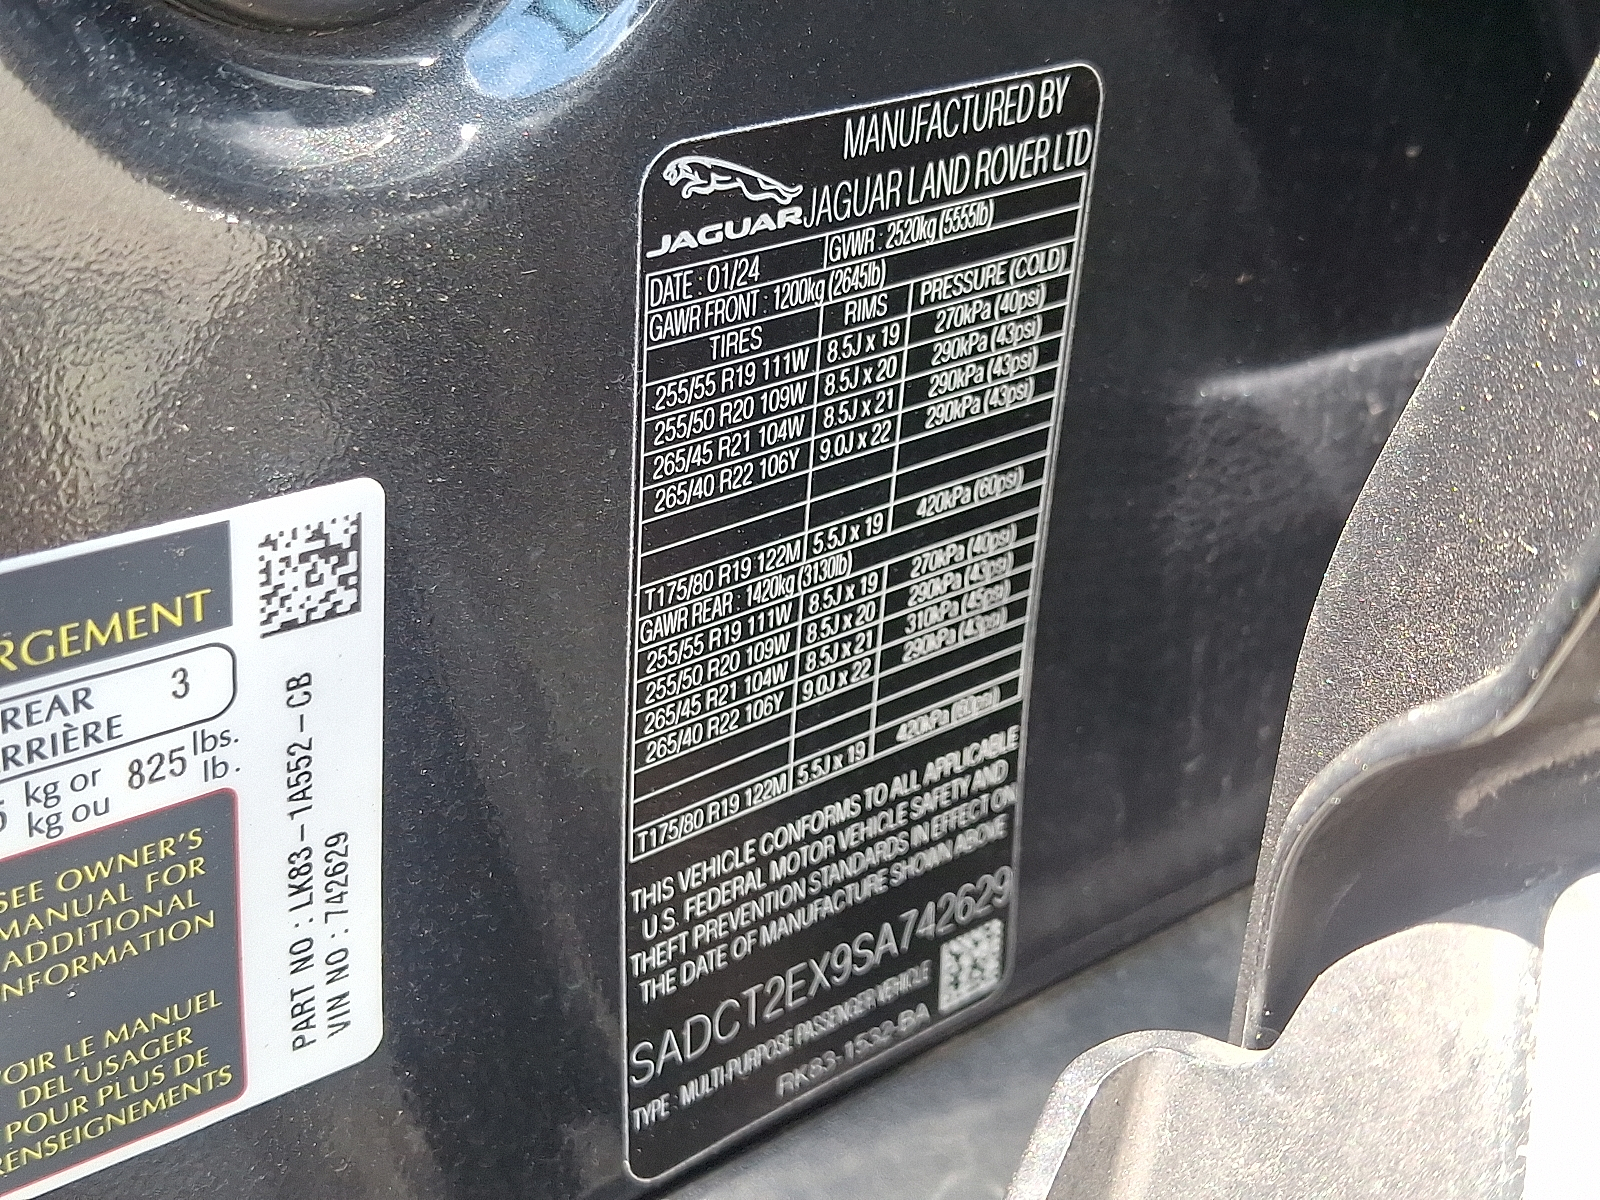 RGEMENT
REAR 3
RRIÈRE
kg or 825 lbs.
kg ou lb.
SEE OWNER'S
MANUAL FOR
ADDITIONAL
INFORMATION
VOIR LE MANUEL
DEL'USAGER
POUR PLUS DE
RENSEIGNEMENTS
PART NO : LK83-1A552-CB
VIN NO : 742629
JAGUAR
MANUFACTURED BY
JAGUAR LAND ROVER LTD
DATE : 01/24 GVWR : 2520kg (5555lb)
GAWR FRONT : 1200kg (2645lb)
TIRES RIMS PRESSURE (COLD)
255/55 R19 111W 8.5J x 19 270kPa (40psi)
255/50 R20 109W 8.5J x 20 290kPa (43psi)
265/45 R21 104W 8.5J x 21 290kPa (43psi)
265/40 R22 106Y 9.0J x 22 290kPa (43psi)
T175/80 R19 122M 5.5J x 19 420kPa (60psi)
GAWR REAR : 1420kg (3130lb)
255/55 R19 111W 8.5J x 19 270kPa (40psi)
255/50 R20 109W 8.5J x 20 290kPa (43psi)
265/45 R21 104W 8.5J x 21 310kPa (45psi)
265/40 R22 106Y 9.0J x 22 290kPa (43psi)
T175/80 R19 122M 5.5J x 19 420kPa (60psi)
THIS VEHICLE CONFORMS TO ALL APPLICABLE
U.S. FEDERAL MOTOR VEHICLE SAFETY AND
THEFT PREVENTION STANDARDS IN EFFECT ON
THE DATE OF MANUFACTURE SHOWN ABOVE
SADCT2EX9SA742629
TYPE : MULTI-PURPOSE PASSENGER VEHICLE
RK83-1532-BA